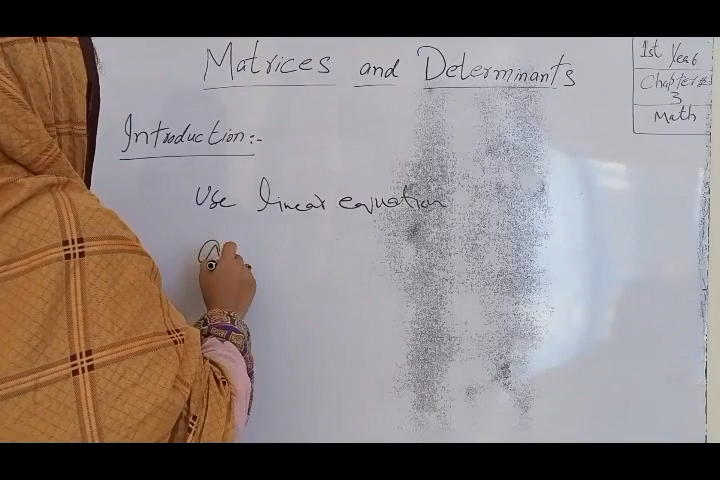 Matrices and Determinants
1st Year
Chapter #
3
Math
Introduction:-
Use linear equation
a